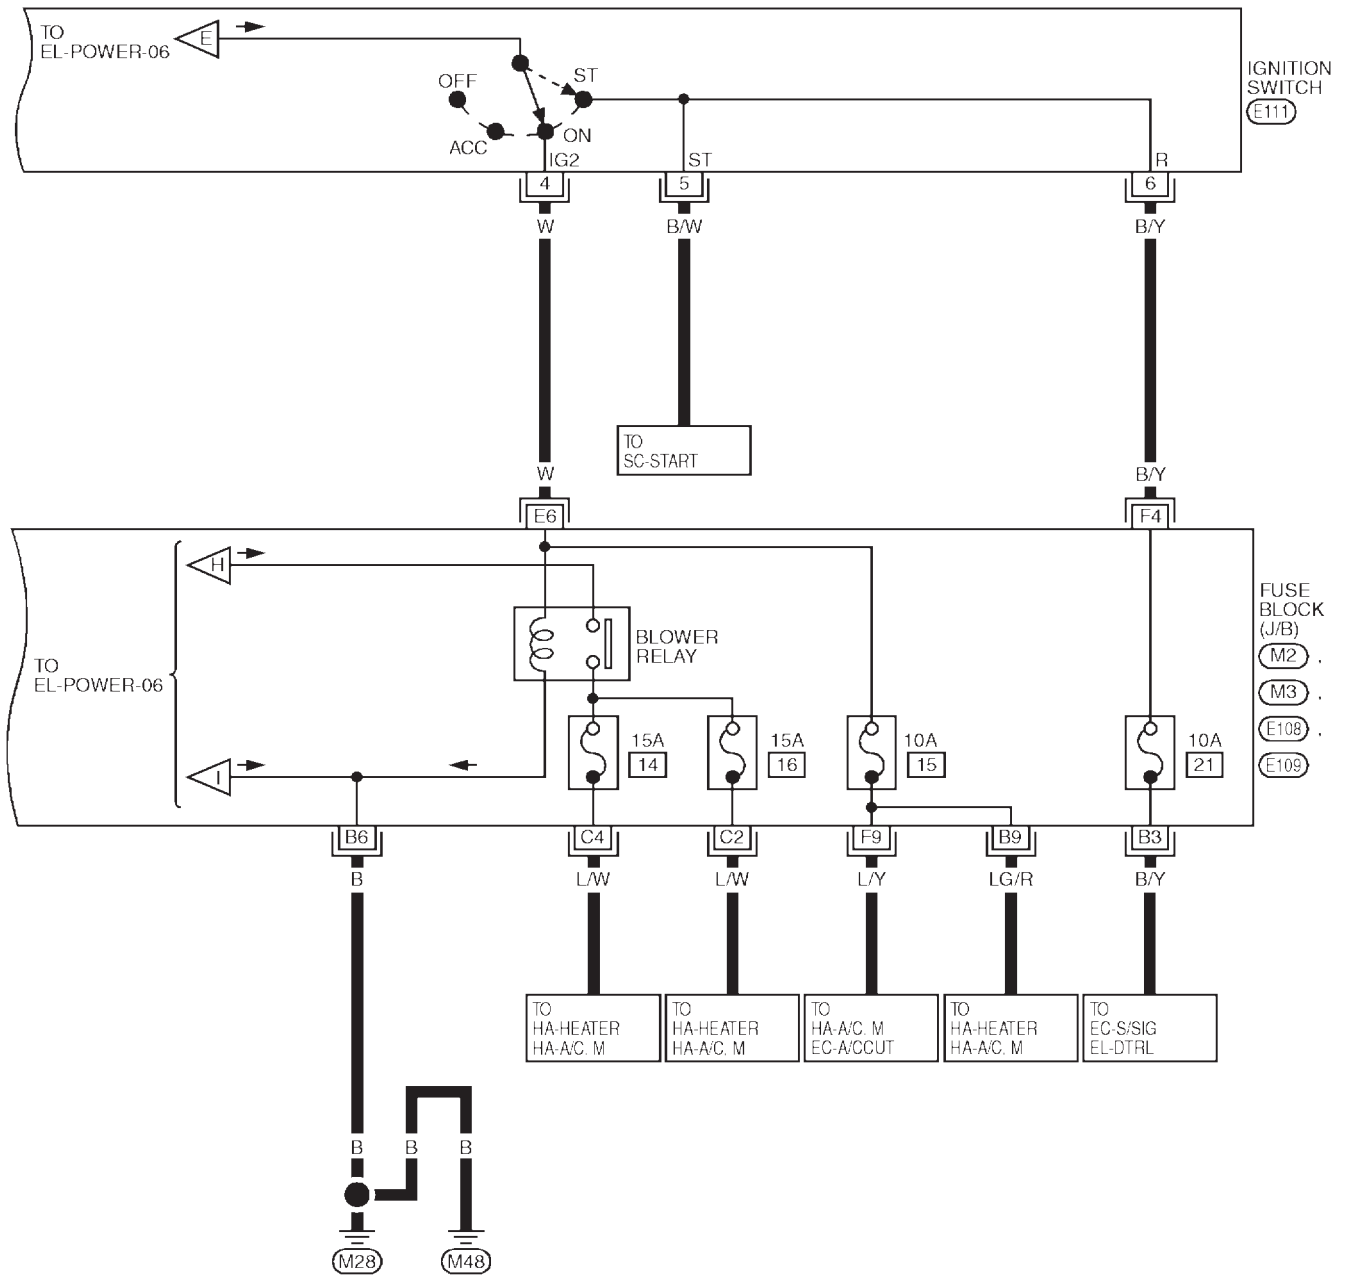 TO
EL-POWER-06
E
OFF
ST
ACC
ON
IGNITION
SWITCH
E111
IG2
ST
R
4
5
6
W
B/W
B/Y
TO
SC-START
W
B/Y
E6
F4
H
TO
EL-POWER-06
BLOWER
RELAY
FUSE
BLOCK
(J/B)
M2 ,
M3 ,
E108 ,
E109
I
15A
14
15A
16
10A
15
10A
21
B6
C4
C2
F9
B9
B3
B
L/W
L/W
L/Y
LG/R
B/Y
TO
HA-HEATER
HA-A/C. M
TO
HA-HEATER
HA-A/C. M
TO
HA-A/C. M
EC-A/CCUT
TO
HA-HEATER
HA-A/C. M
TO
EC-S/SIG
EL-DTRL
B
B
B
M28
M48